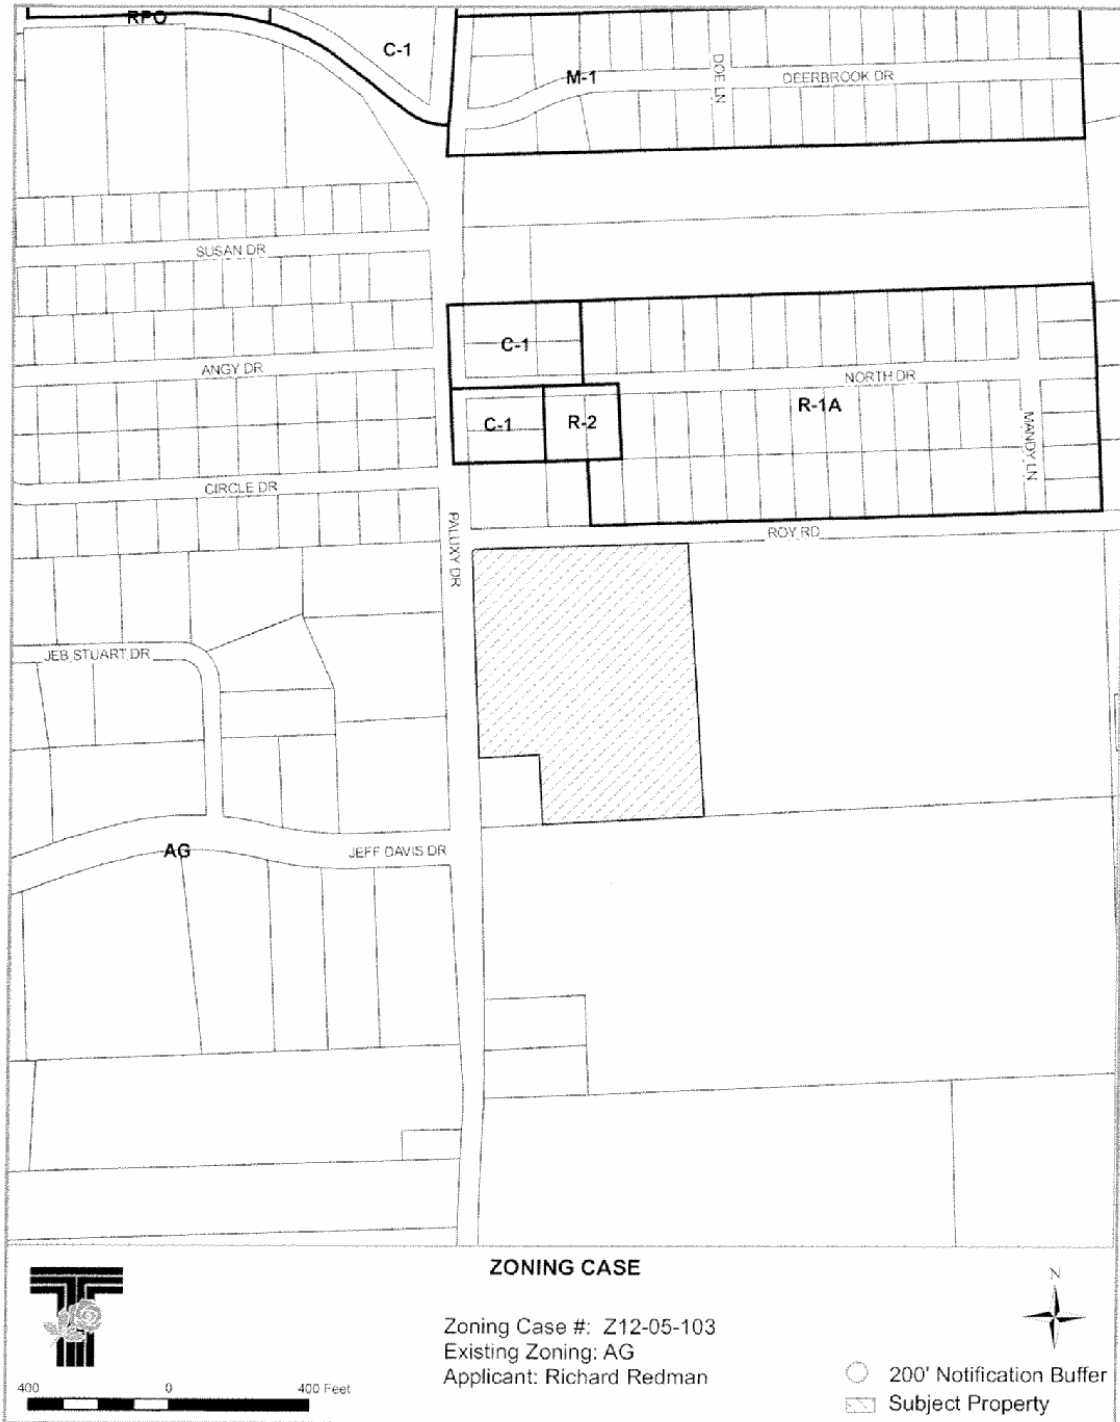 RPO
C-1
M-1
DOE LN
DEERBROOK DR
SUSAN DR
C-1
ANGY DR
NORTH DR
R-1A
C-1
R-2
MANDY LN
CIRCLE DR
PALUXY DR
ROY RD
JEB STUART DR
AG
JEFF DAVIS DR
ZONING CASE
N
Zoning Case #: Z12-05-103
Existing Zoning: AG
Applicant: Richard Redman
400 0 400 Feet
200' Notification Buffer
Subject Property